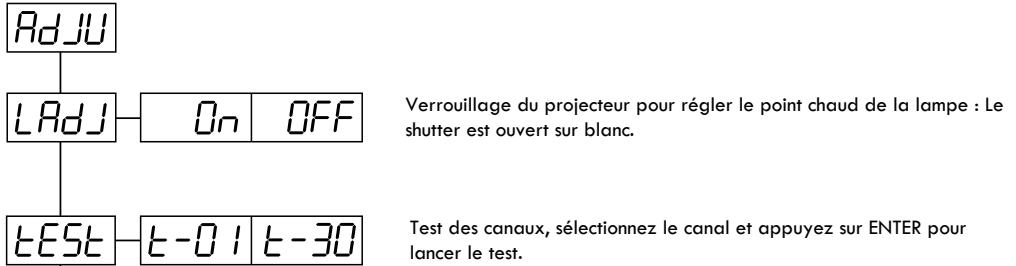 AdJU
LAdJ On OFF Verrouillage du projecteur pour régler le point chaud de la lampe : Le
shutter est ouvert sur blanc.
tESt t-01 t-30 Test des canaux, sélectionnez le canal et appuyez sur ENTER pour
lancer le test.